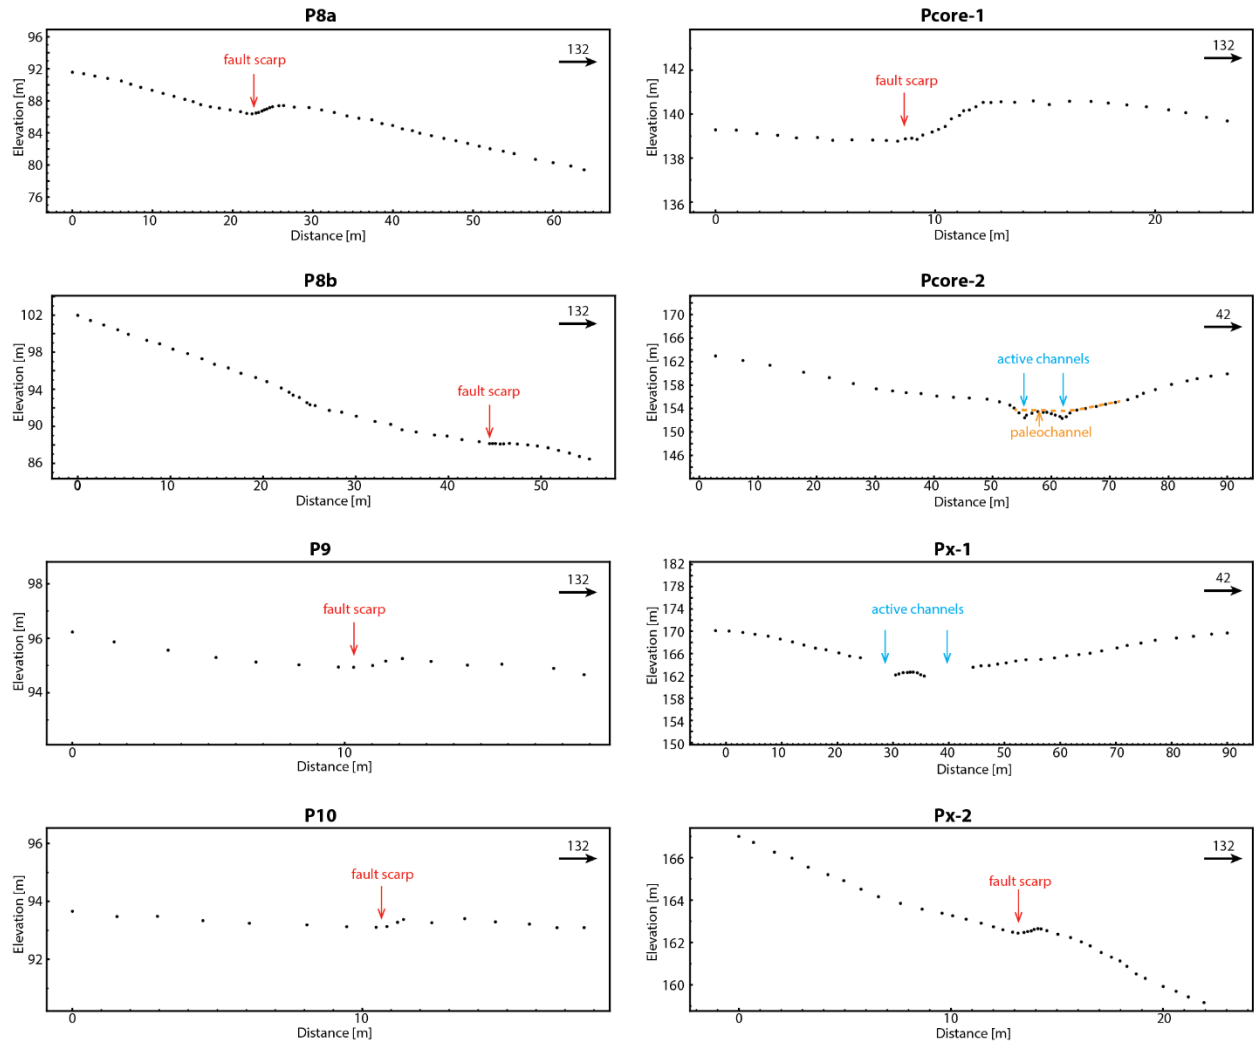 P8a
96
92
88
84
80
76
Elevation [m]
fault scarp
132
0
10
20
30
40
50
60
Distance [m]
Pcore-1
142
140
138
136
Elevation [m]
fault scarp
132
0
10
20
Distance [m]
P8b
102
98
94
90
86
Elevation [m]
fault scarp
132
0
10
20
30
40
50
Distance [m]
Pcore-2
170
166
162
158
154
150
146
Elevation [m]
active channels
paleochannel
42
0
10
20
30
40
50
60
70
80
90
Distance [m]
P9
98
96
94
Elevation [m]
fault scarp
132
0
10
Distance [m]
Px-1
182
178
174
170
166
162
158
154
150
Elevation [m]
active channels
42
0
10
20
30
40
50
60
70
80
90
Distance [m]
P10
96
94
92
Elevation [m]
fault scarp
132
0
10
Distance [m]
Px-2
166
164
162
160
Elevation [m]
fault scarp
132
0
10
20
Distance [m]